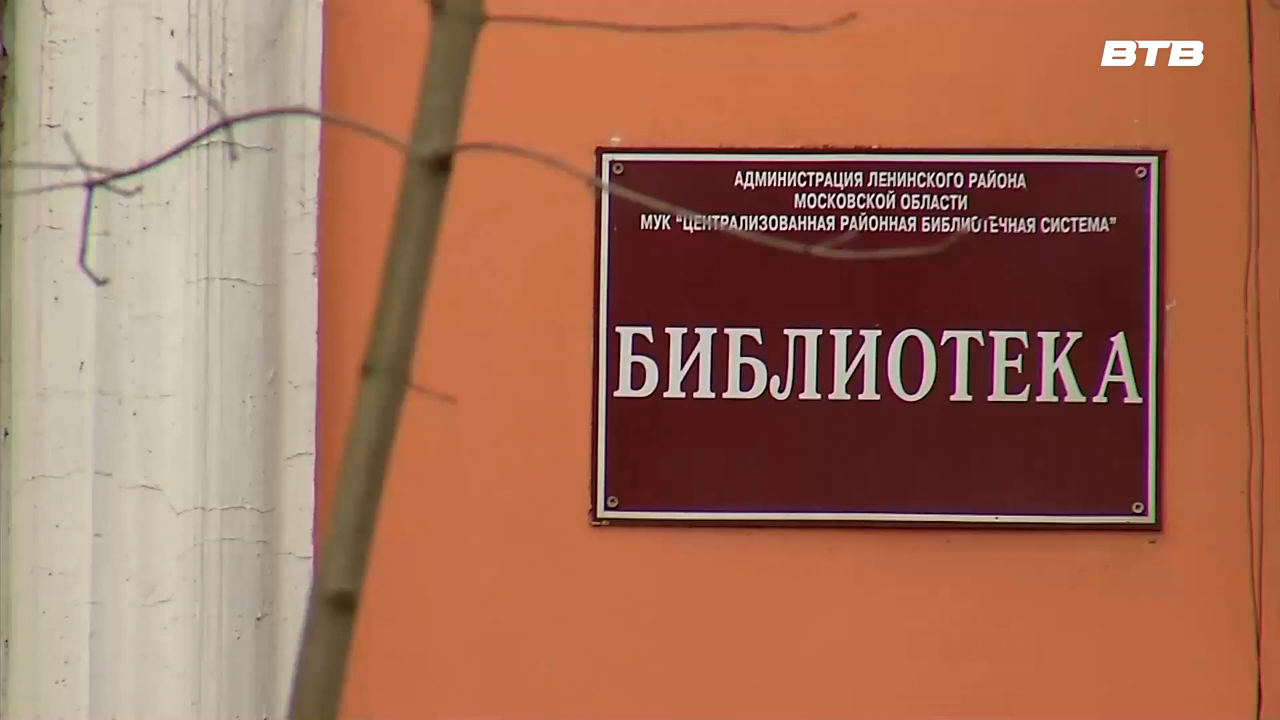 ВТВ
АДМИНИСТРАЦИЯ ЛЕНИНСКОГО РАЙОНА
МОСКОВСКОЙ ОБЛАСТИ
МУК "ЦЕНТРАЛИЗОВАННАЯ РАЙОННАЯ БИБЛИОТЕЧНАЯ СИСТЕМА"
БИБЛИОТЕКА